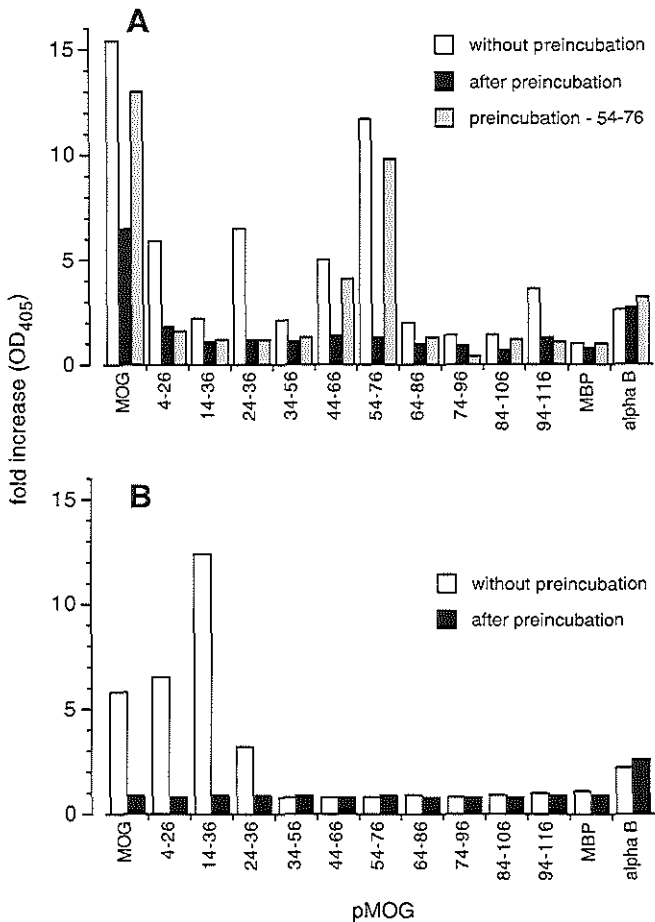 A
15
10
5
0
without preincubation
after preincubation
preincubation - 54-76
MOG
4-26
14-36
24-36
34-56
44-66
54-76
64-86
74-96
84-106
94-116
MBP
alpha B
fold increase (OD405)
B
15
10
5
0
without preincubation
after preincubation
MOG
4-26
14-36
24-36
34-56
44-66
54-76
64-86
74-96
84-106
94-116
MBP
alpha B
pMOG